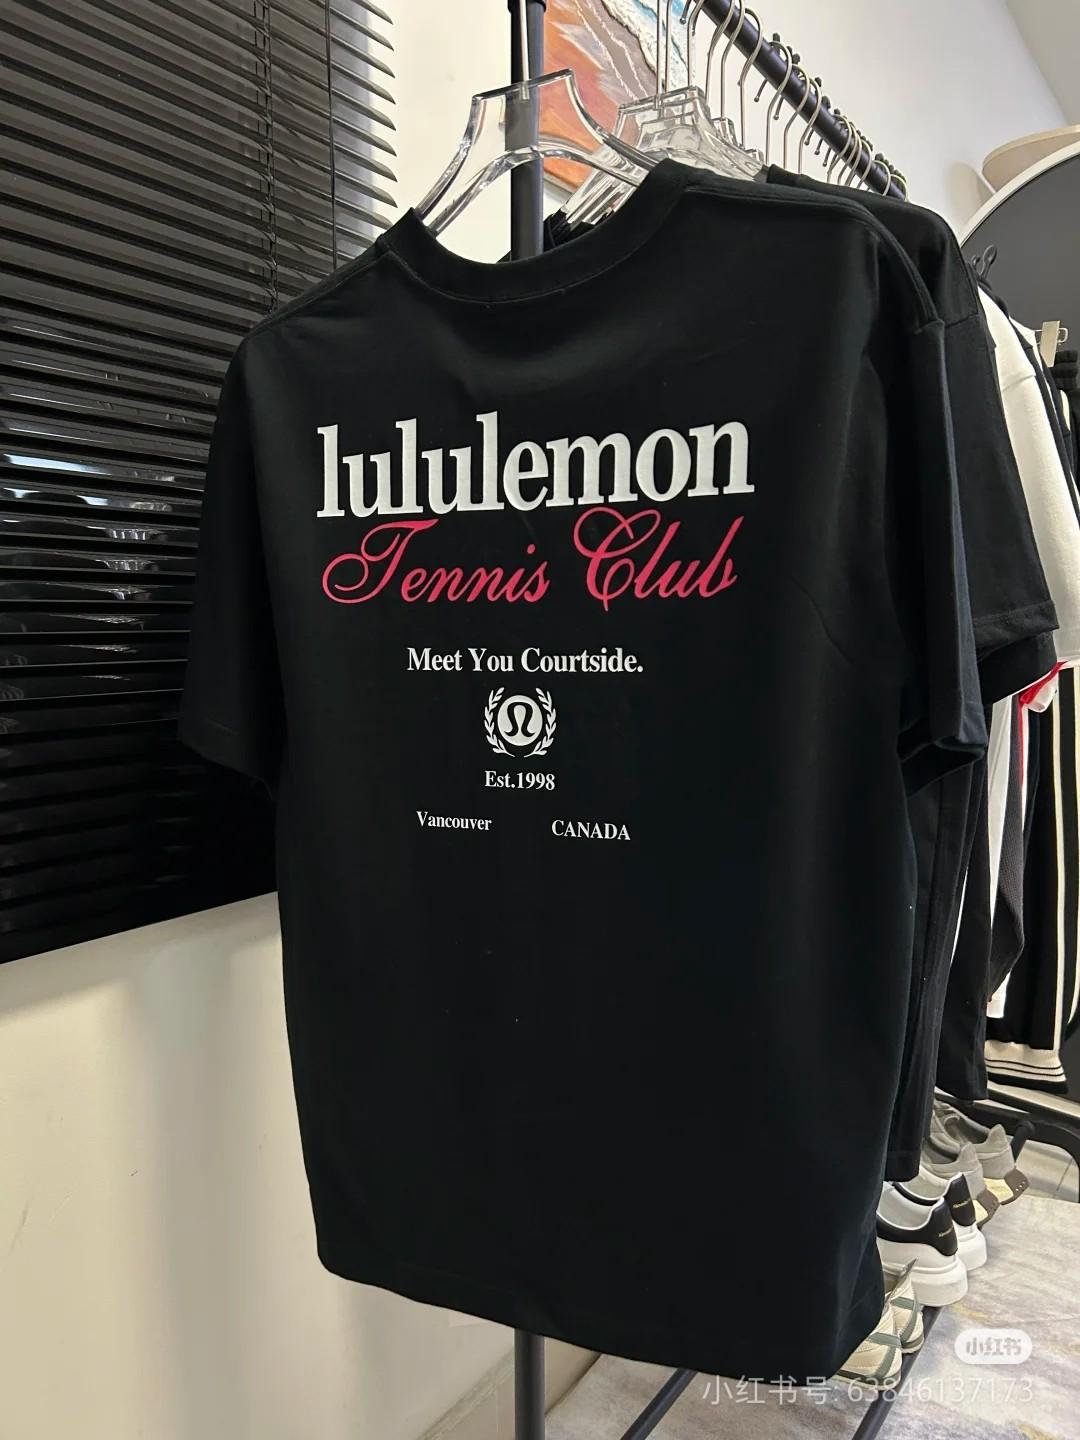 lululemon
Tennis Club
Meet You Courtside.
Est.1998
Vancouver CANADA
小红书
小红书号: 63846137173